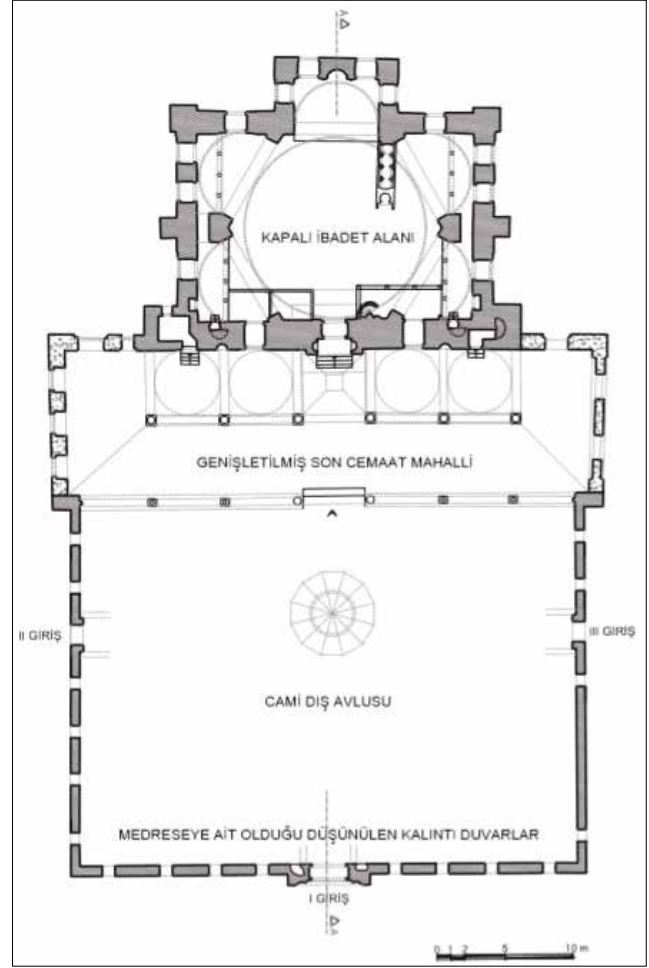 A
KAPALI İBADET ALANI
GENİŞLETİLMİŞ SON CEMAAT MAHALLİ
II GİRİŞ
III GİRİŞ
CAMİ DIŞ AVLUSU
MEDRESEYE AİT OLDUĞU DÜŞÜNÜLEN KALINTI DUVARLAR
I GİRİŞ
A
0 1 2 5 10 m